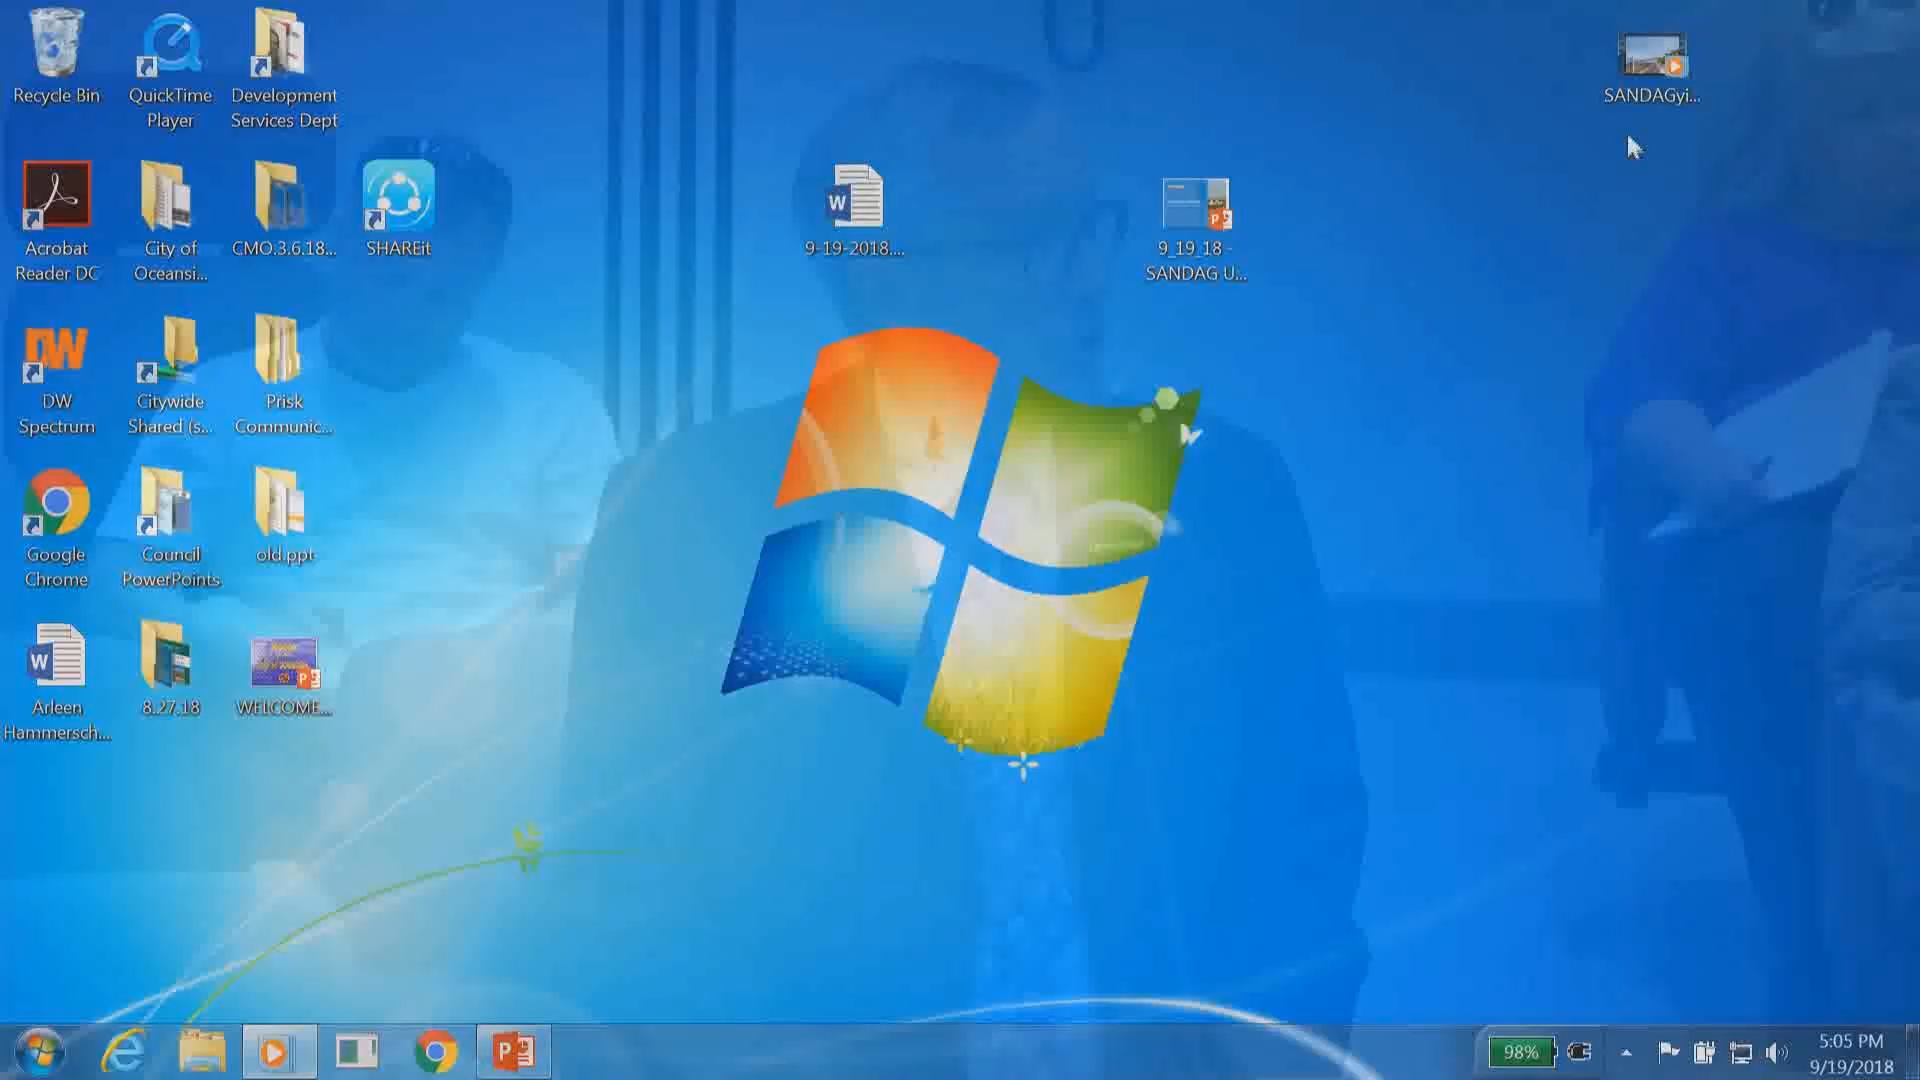 Recycle Bin
QuickTime
Player
Development
Services Dept
SANDAGyi...
Acrobat
Reader DC
City of
Oceansi...
CMO.3.6.18...
SHAREit
W
9-19-2018....
P
9_19_18 -
SANDAG U...
DW
DW
Spectrum
Citywide
Shared (s...
Prisk
Communic...
Google
Chrome
Council
PowerPoints
old.ppt
W
Arleen
Hammersch....
8.27.18
P
WELCOME...
P
98%
5:05 PM
9/19/2018